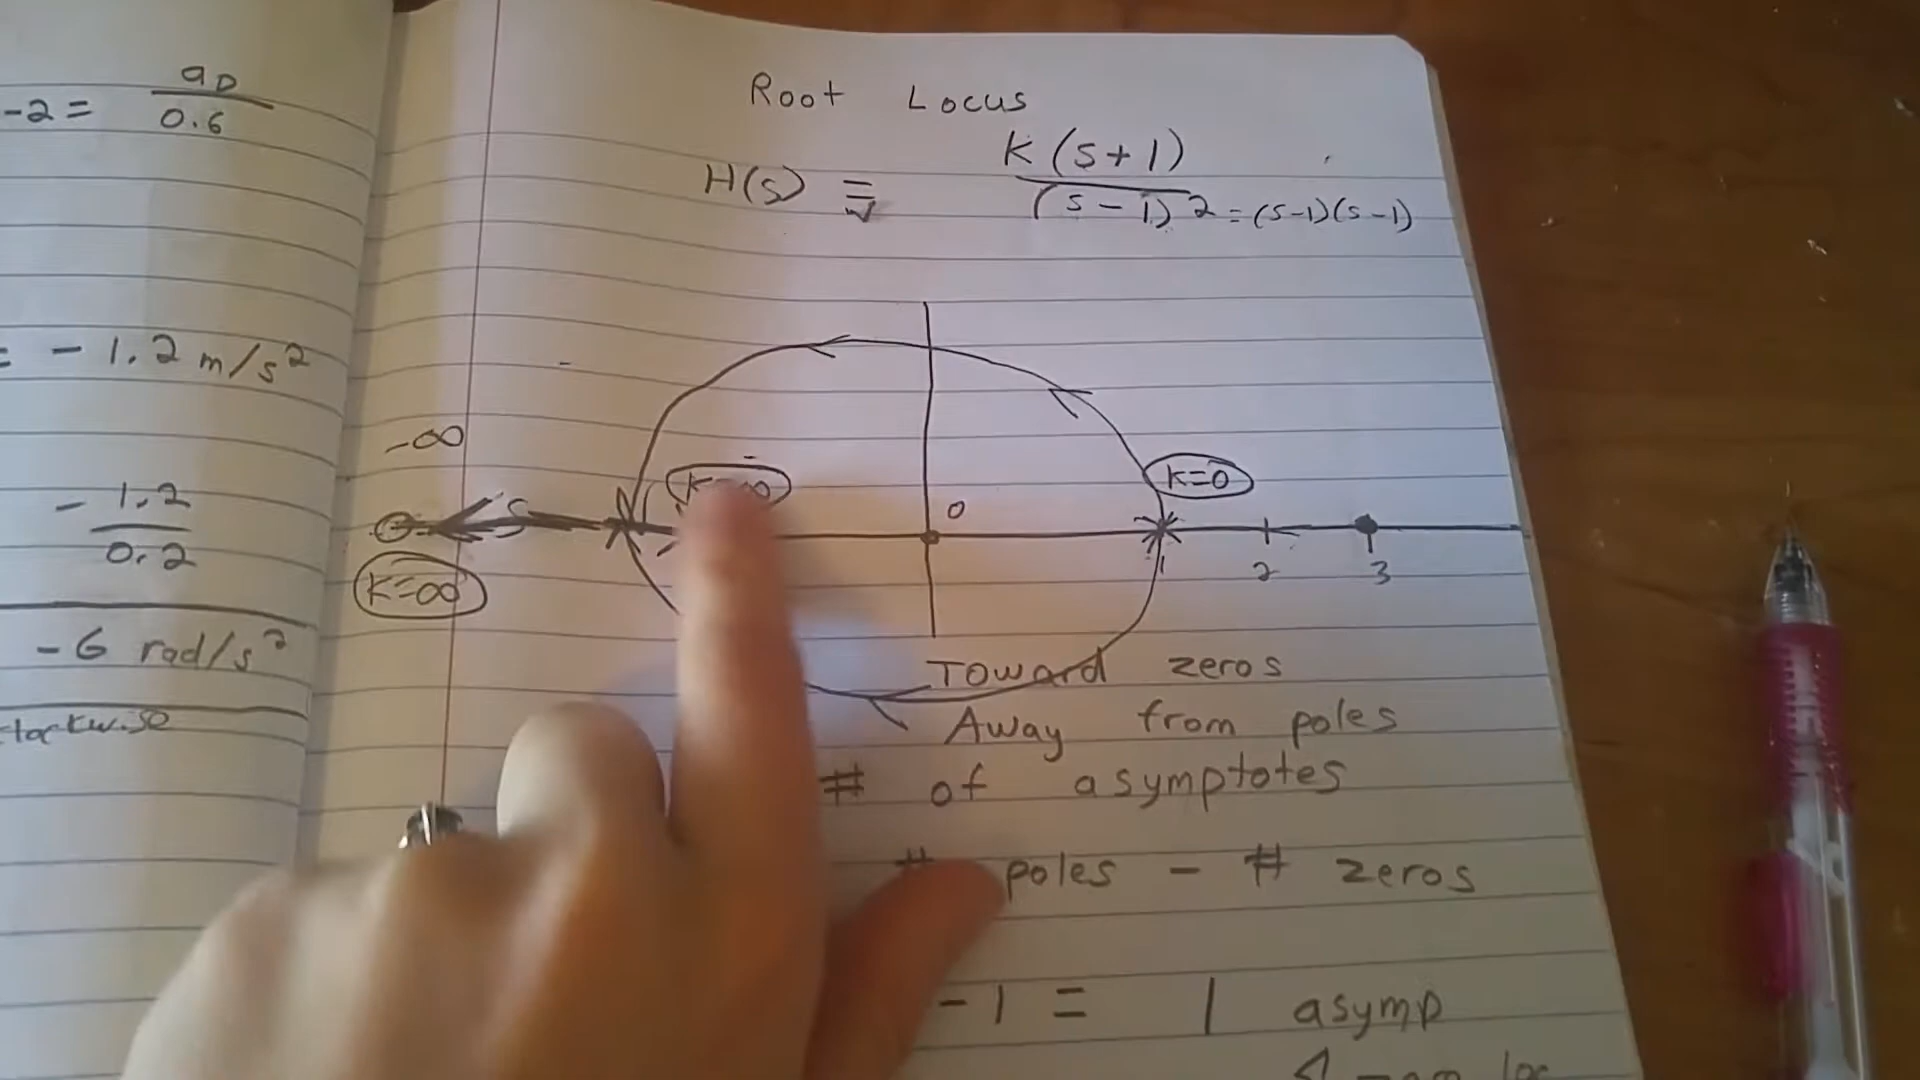 -2 = a_D / 0.6
= -1.2 m/s²
- 1.2 / 0.2
-6 rad/s²
Root Locus
H(s) = K(s+1) / (s-1)² = (s-1)(s-1)
-∞
K=∞
K=0
0
K=∞
1 2 3
Toward zeros
Away from poles
# of asymptotes
# poles - # zeros
-1 = 1 asymp